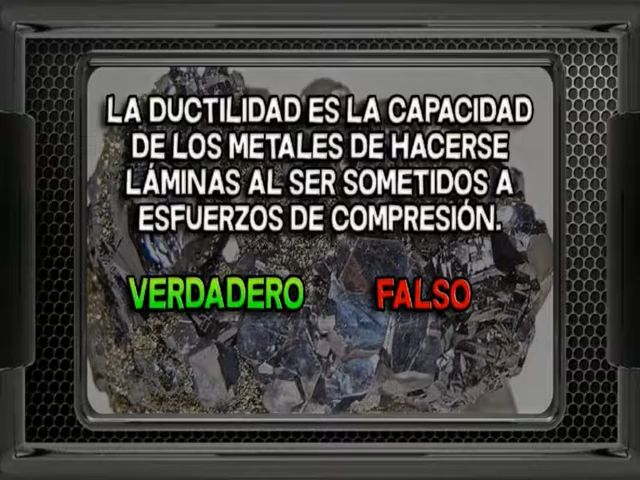 LA DUCTILIDAD ES LA CAPACIDAD
DE LOS METALES DE HACERSE
LÁMINAS AL SER SOMETIDOS A
ESFUERZOS DE COMPRESIÓN.
VERDADERO FALSO